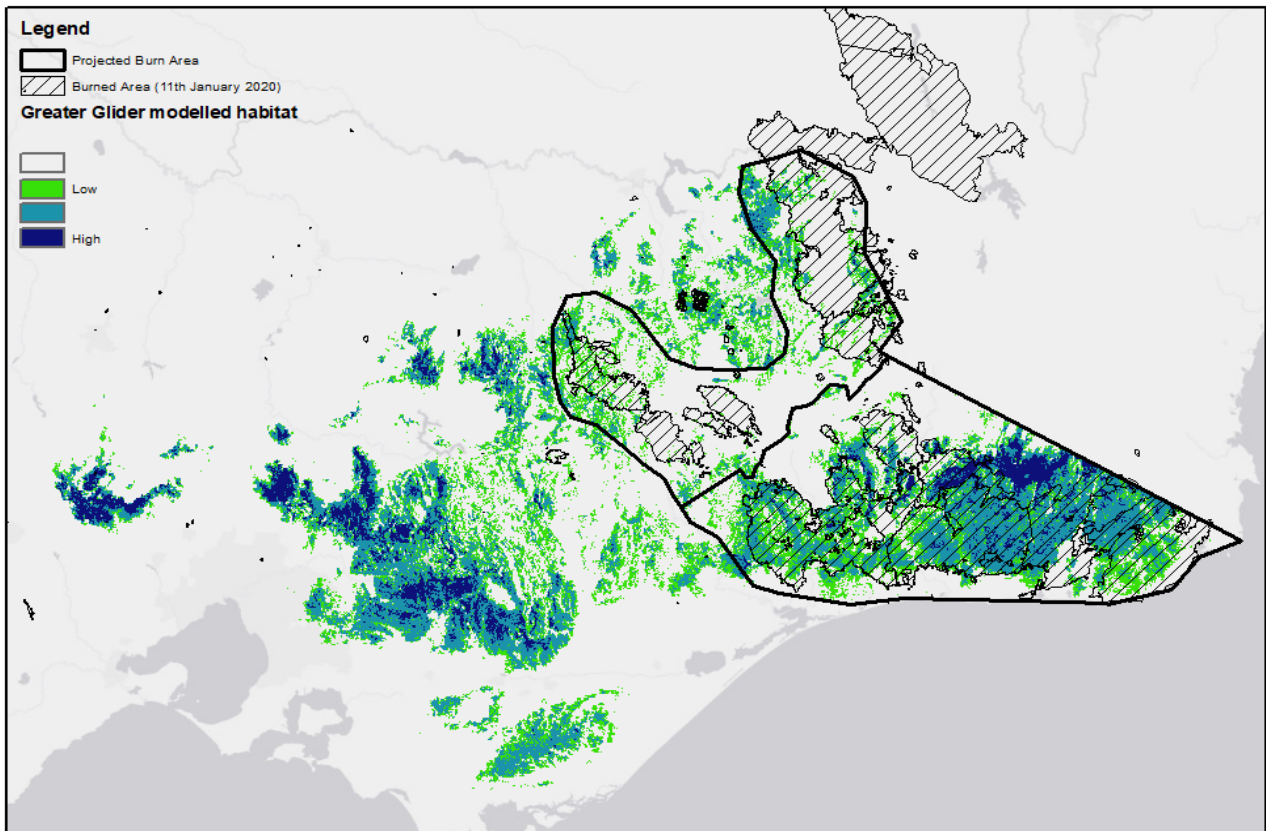 Legend
Projected Burn Area
Burned Area (11th January 2020)
Greater Glider modelled habitat
Low
High